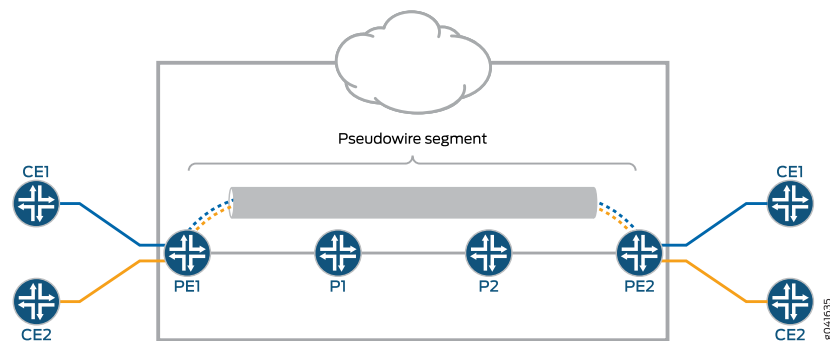 Pseudowire segment
CE1
CE1
PE1
P1
P2
PE2
CE2
CE2
g041635